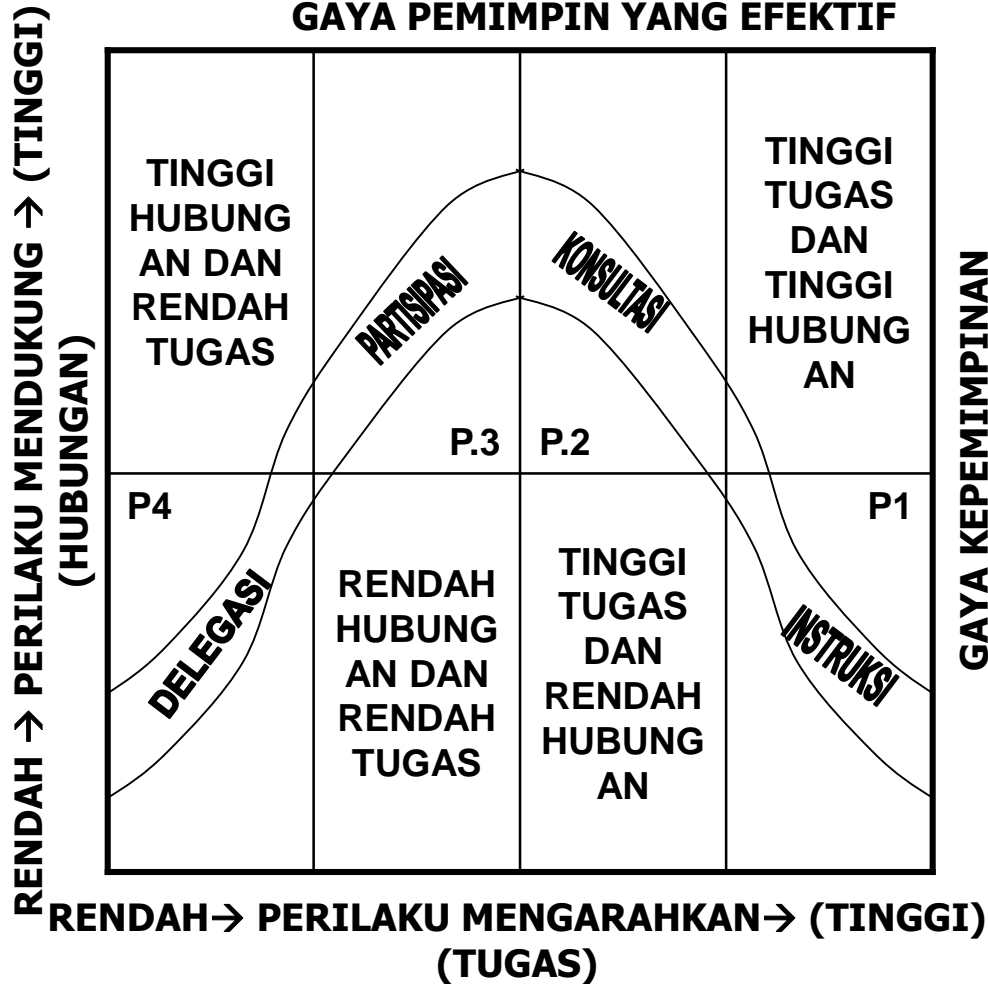 GAYA PEMIMPIN YANG EFEKTIF
RENDAH → PERILAKU MENDUKUNG → (TINGGI)
(HUBUNGAN)
TINGGI
HUBUNG
AN DAN
RENDAH
TUGAS
PARTISIPASI
KONSULTASI
TINGGI
TUGAS
DAN
TINGGI
HUBUNG
AN
P.3
P.2
P4
P1
DELEGASI
RENDAH
HUBUNG
AN DAN
RENDAH
TUGAS
TINGGI
TUGAS
DAN
RENDAH
HUBUNG
AN
INSTRUKSI
GAYA KEPEMIMPINAN
RENDAH→ PERILAKU MENGARAHKAN→ (TINGGI)
(TUGAS)